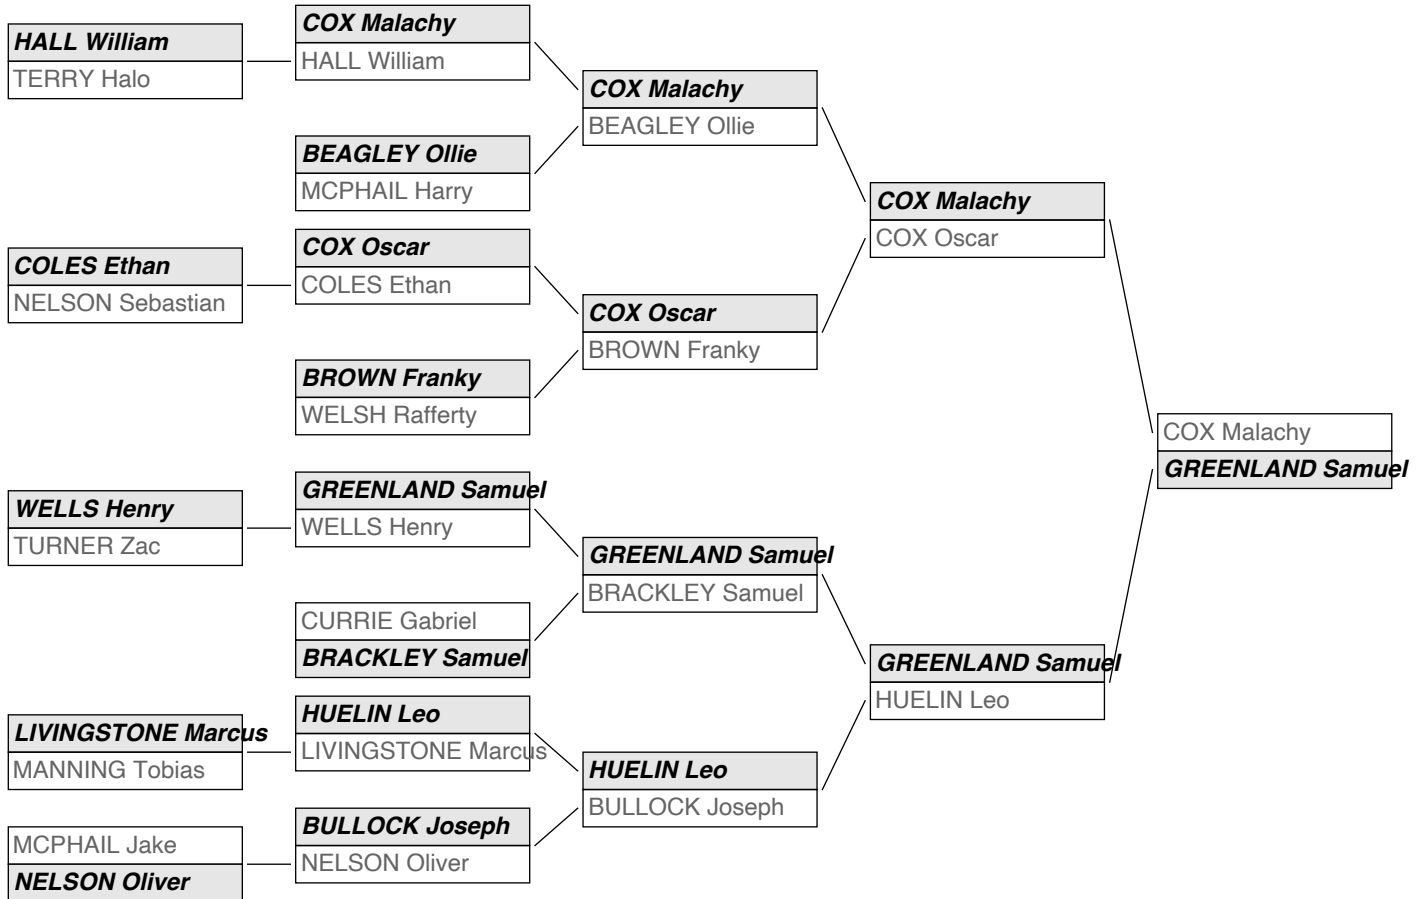 HALL William
TERRY Halo
COLES Ethan
NELSON Sebastian
WELLS Henry
TURNER Zac
LIVINGSTONE Marcus
MANNING Tobias
MCPHAIL Jake
NELSON Oliver
COX Malachy
HALL William
BEAGLEY Ollie
MCPHAIL Harry
COX Oscar
COLES Ethan
BROWN Franky
WELSH Rafferty
GREENLAND Samuel
WELLS Henry
CURRIE Gabriel
BRACKLEY Samuel
HUELIN Leo
LIVINGSTONE Marcus
BULLOCK Joseph
NELSON Oliver
COX Malachy
BEAGLEY Ollie
COX Oscar
BROWN Franky
GREENLAND Samuel
BRACKLEY Samuel
HUELIN Leo
BULLOCK Joseph
COX Malachy
COX Oscar
GREENLAND Samuel
HUELIN Leo
COX Malachy
GREENLAND Samuel